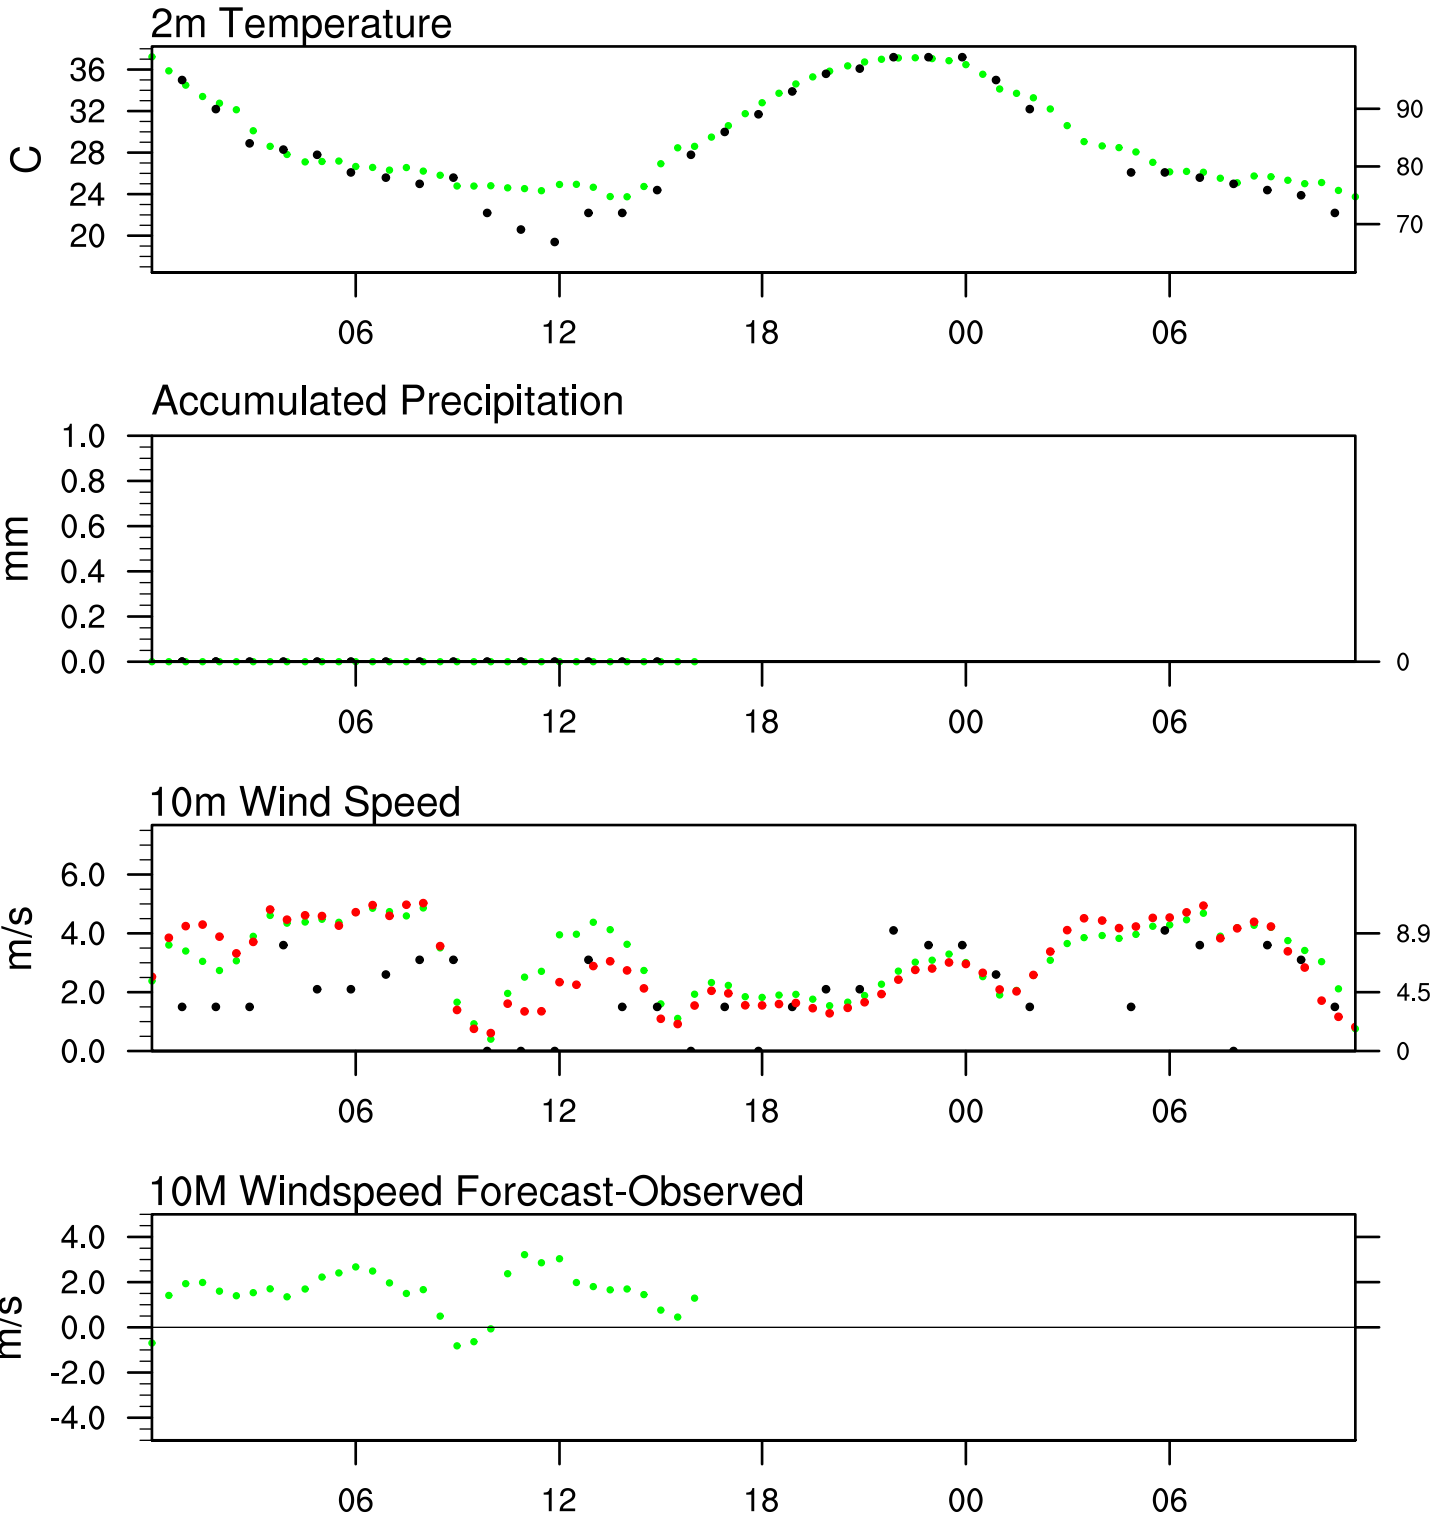 2m Temperature
36
32
28
24
20
C
90
80
70
06 12 18 00 06
Accumulated Precipitation
1.0
0.8
0.6
0.4
0.2
0.0
mm
0
06 12 18 00 06
10m Wind Speed
6.0
4.0
2.0
0.0
m/s
8.9
4.5
0
06 12 18 00 06
10M Windspeed Forecast-Observed
4.0
2.0
0.0
-2.0
-4.0
m/s
06 12 18 00 06